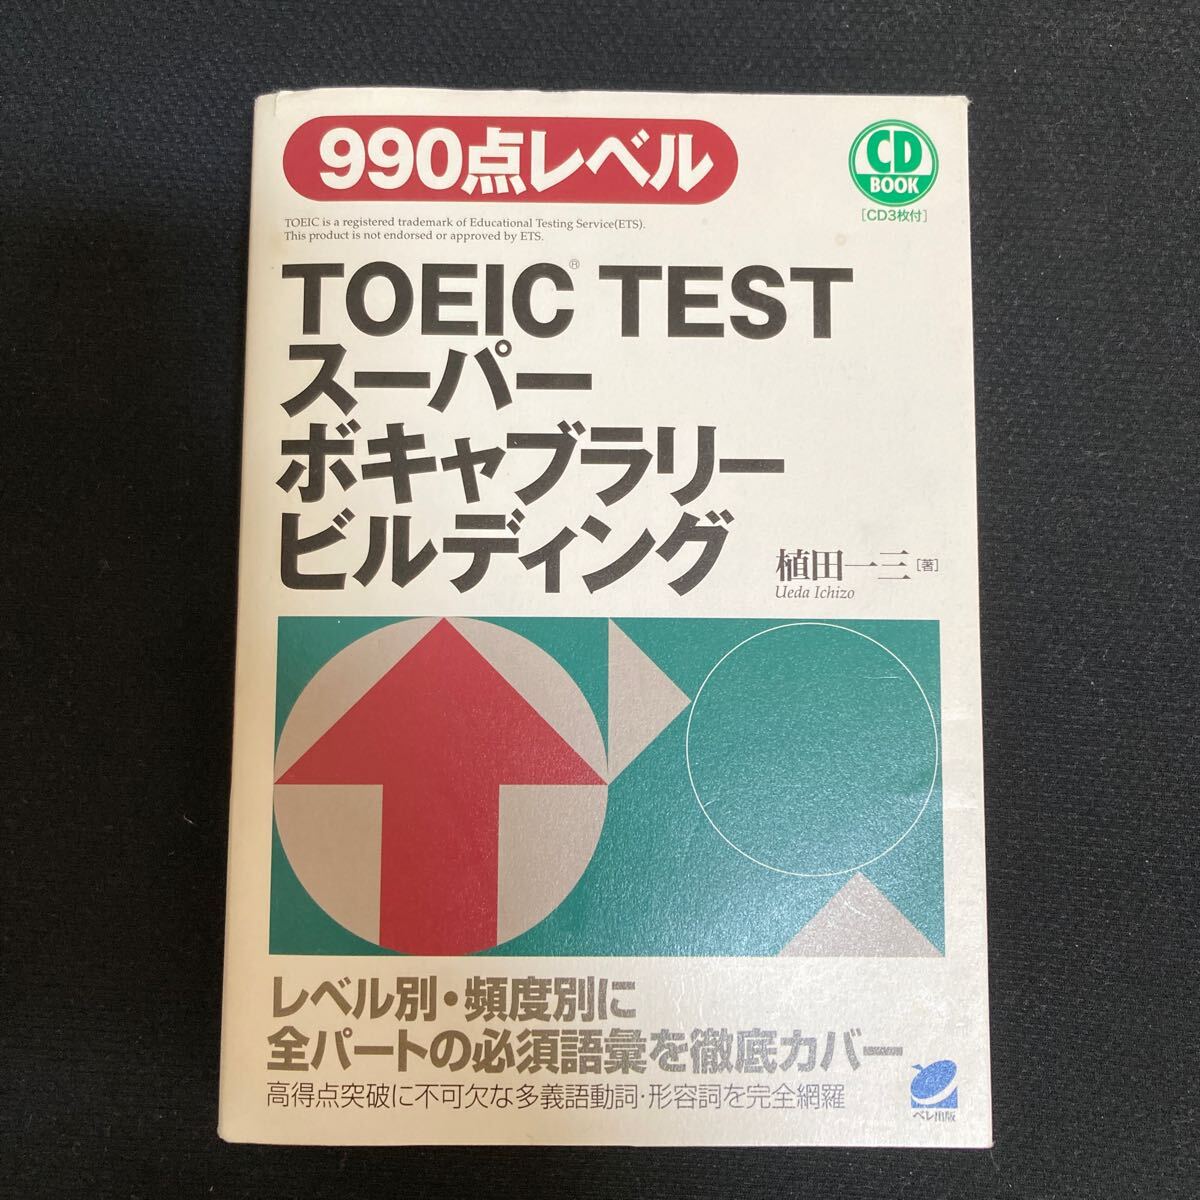 990点レベル
CD
BOOK
[CD3枚付]
TOEIC is a registered trademark of Educational Testing Service(ETS).
This product is not endorsed or approved by ETS.
TOEIC® TEST
スーパー
ボキャブラリー
ビルディング
植田一三[著]
Ueda Ichizo
レベル別・頻度別に
全パートの必須語彙を徹底カバー
高得点突破に不可欠な多義語動詞・形容詞を完全網羅
ベレ出版